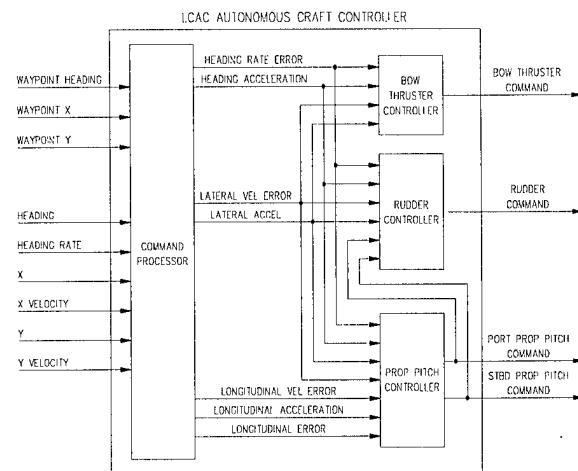 LCAC AUTONOMOUS CRAFT CONTROLLER
WAYPOINT HEADING
WAYPOINT X
WAYPOINT Y
HEADING
HEADING RATE
X
X VELOCITY
Y
Y VELOCITY
COMMAND
PROCESSOR
HEADING RATE ERROR
HEADING ACCELERATION
LATERAL VEL ERROR
LATERAL ACCEL
LONGITUDINAL VEL ERROR
LONGITUDINAL ACCELERATION
LONGITUDINAL ERROR
BOW
THRUSTER
CONTROLLER
RUDDER
CONTROLLER
PROP PITCH
CONTROLLER
BOW THRUSTER
COMMAND
RUDDER
COMMAND
PORT PROP PITCH
COMMAND
STBD PROP PITCH
COMMAND